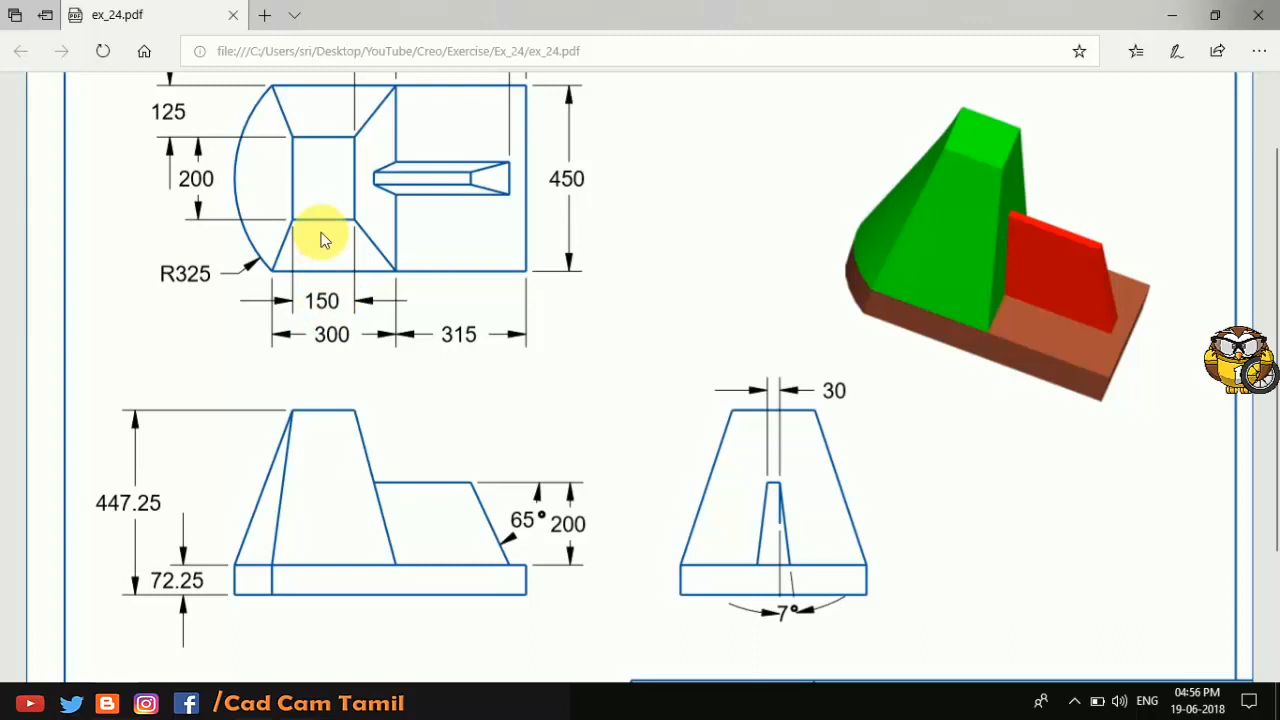 ex_24.pdf
file:///C:/Users/sri/Desktop/YouTube/Creo/Exercise/Ex_24/ex_24.pdf
125
200
450
R325
150
300
315
30
447.25
65°
200
72.25
7°
/Cad Cam Tamil
ENG
04:56 PM
19-06-2018